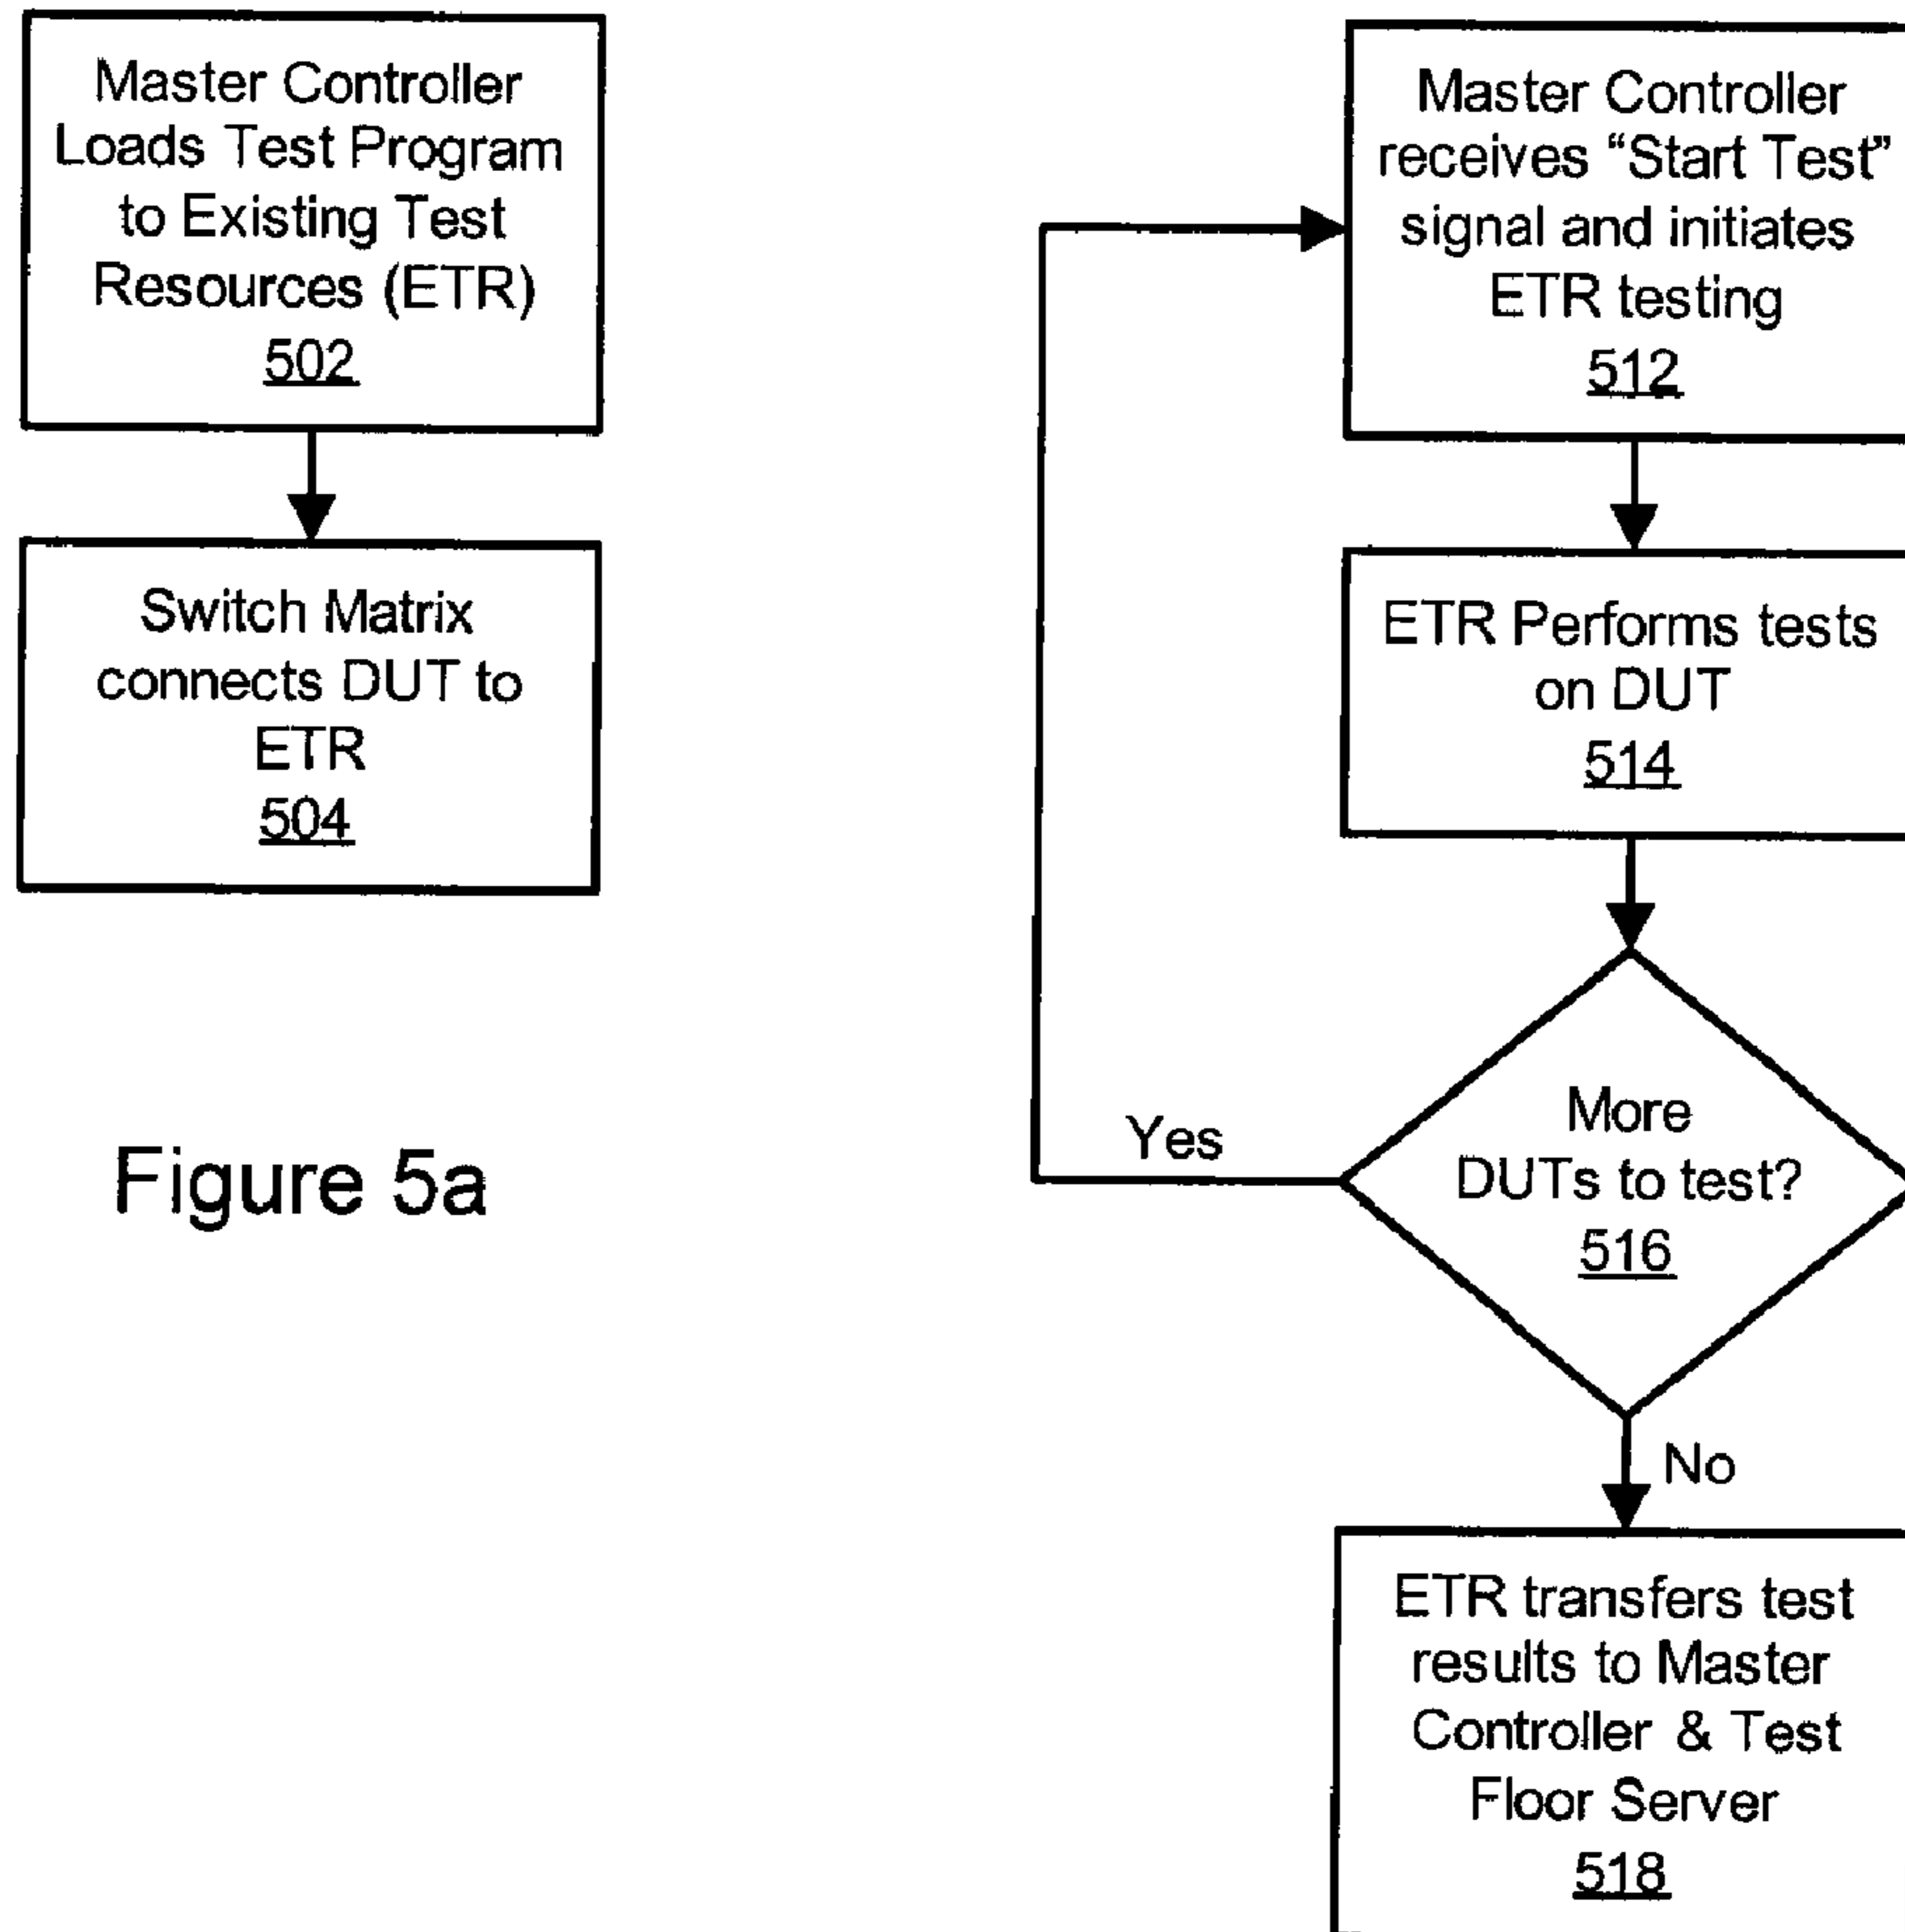 Master Controller
Loads Test Program
to Existing Test
Resources (ETR)
502
Switch Matrix
connects DUT to
ETR
504
Figure 5a
Master Controller
receives “Start Test”
signal and initiates
ETR testing
512
ETR Performs tests
on DUT
514
More
DUTs to test?
516
Yes
No
ETR transfers test
results to Master
Controller & Test
Floor Server
518